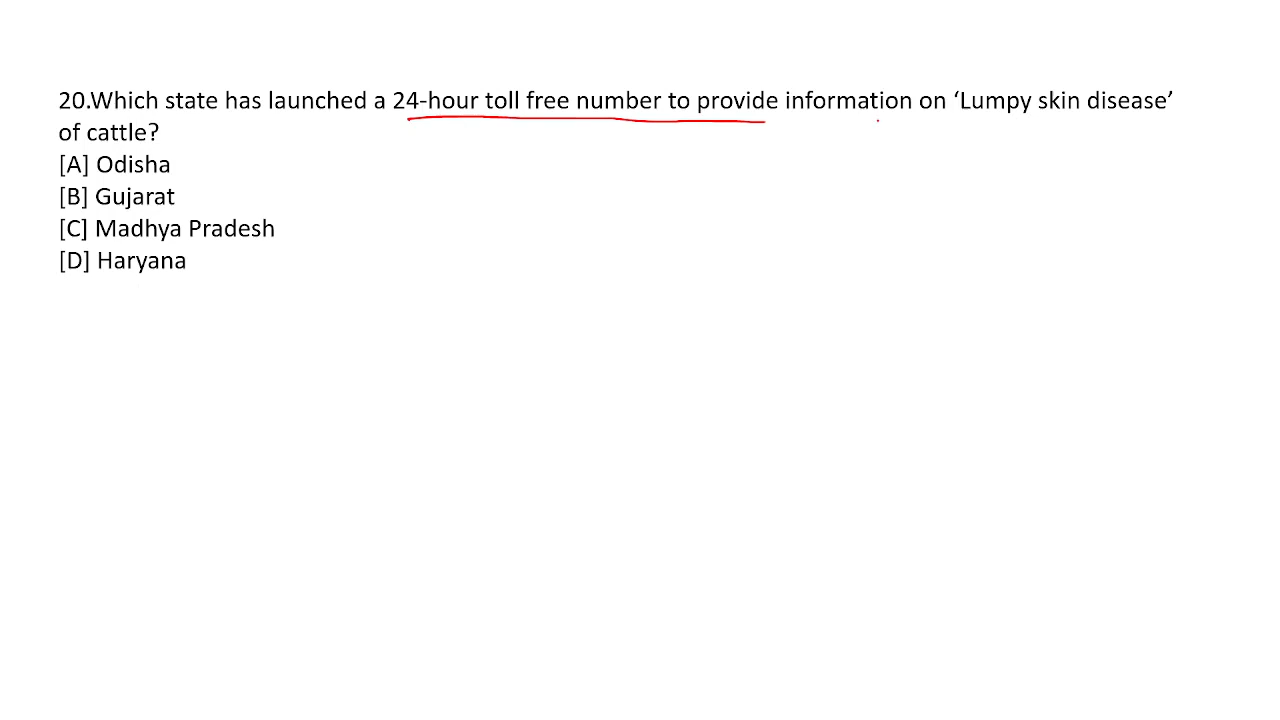 20.Which state has launched a 24-hour toll free number to provide information on ‘Lumpy skin disease’
of cattle?
[A] Odisha
[B] Gujarat
[C] Madhya Pradesh
[D] Haryana